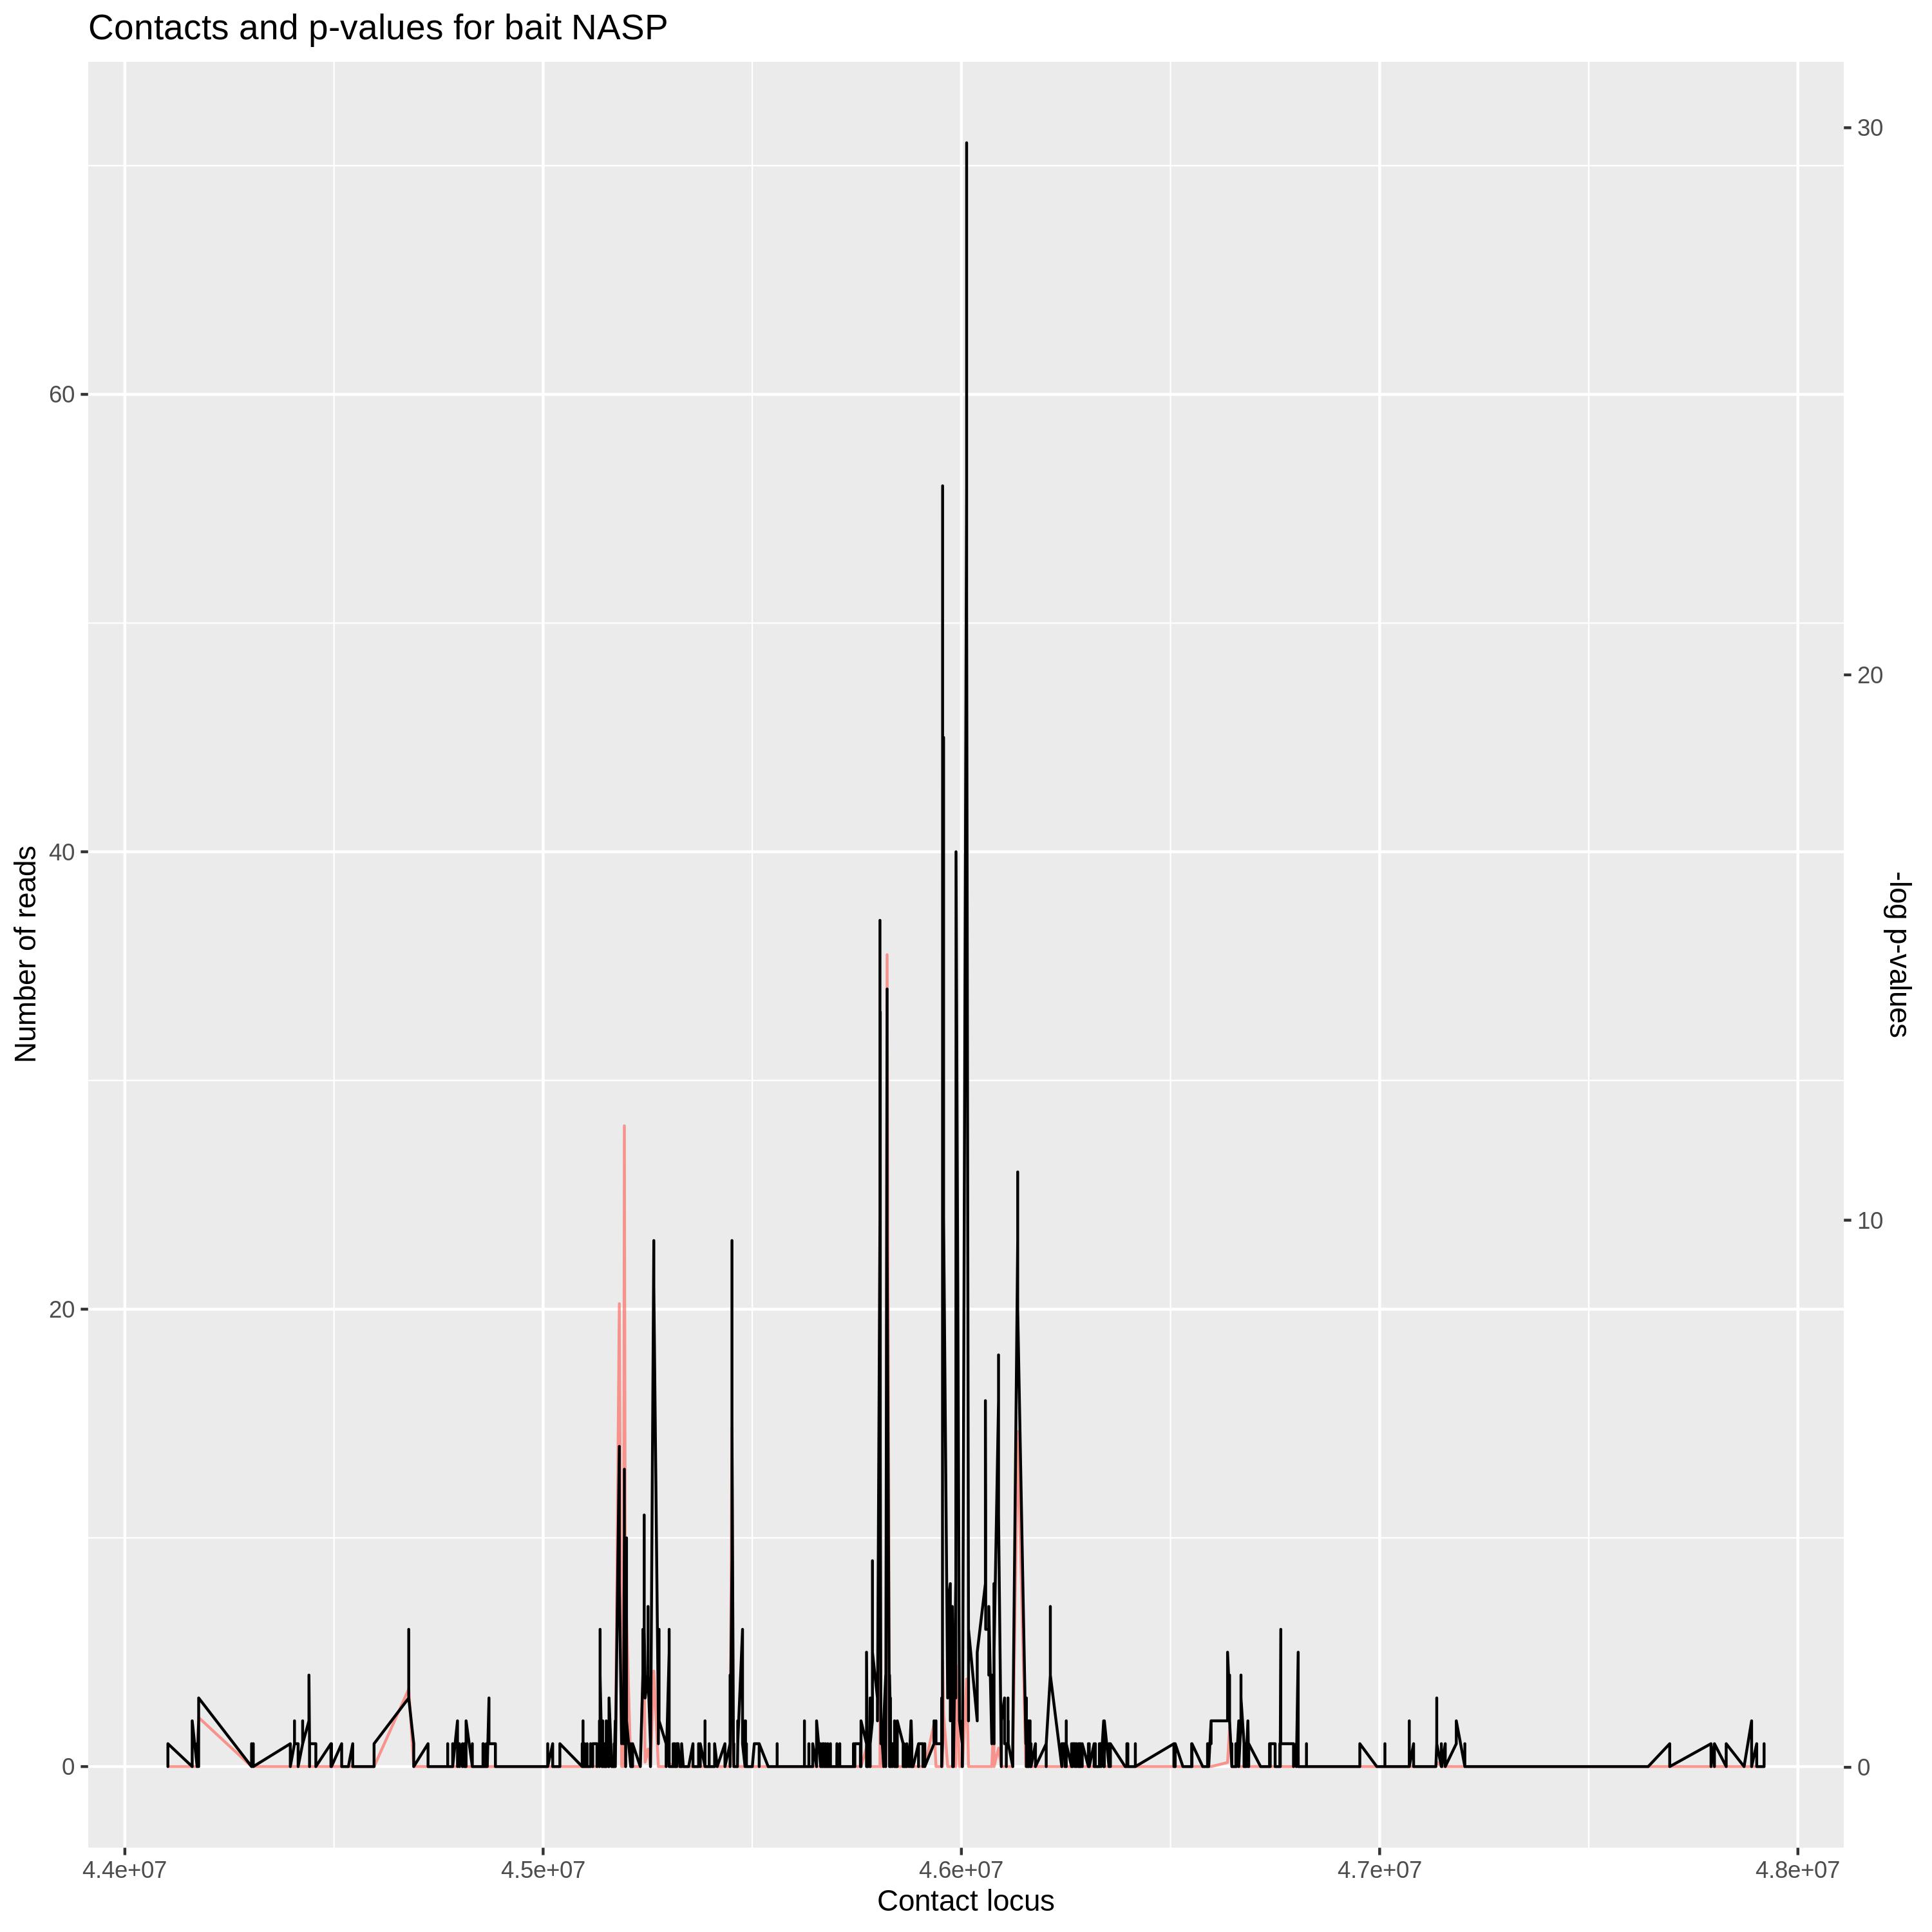 Contacts and p-values for bait NASP
30
60
20
40
Number of reads
-log p-values
10
20
0
0
4.4e+07 4.5e+07 4.6e+07 4.7e+07 4.8e+07
Contact locus